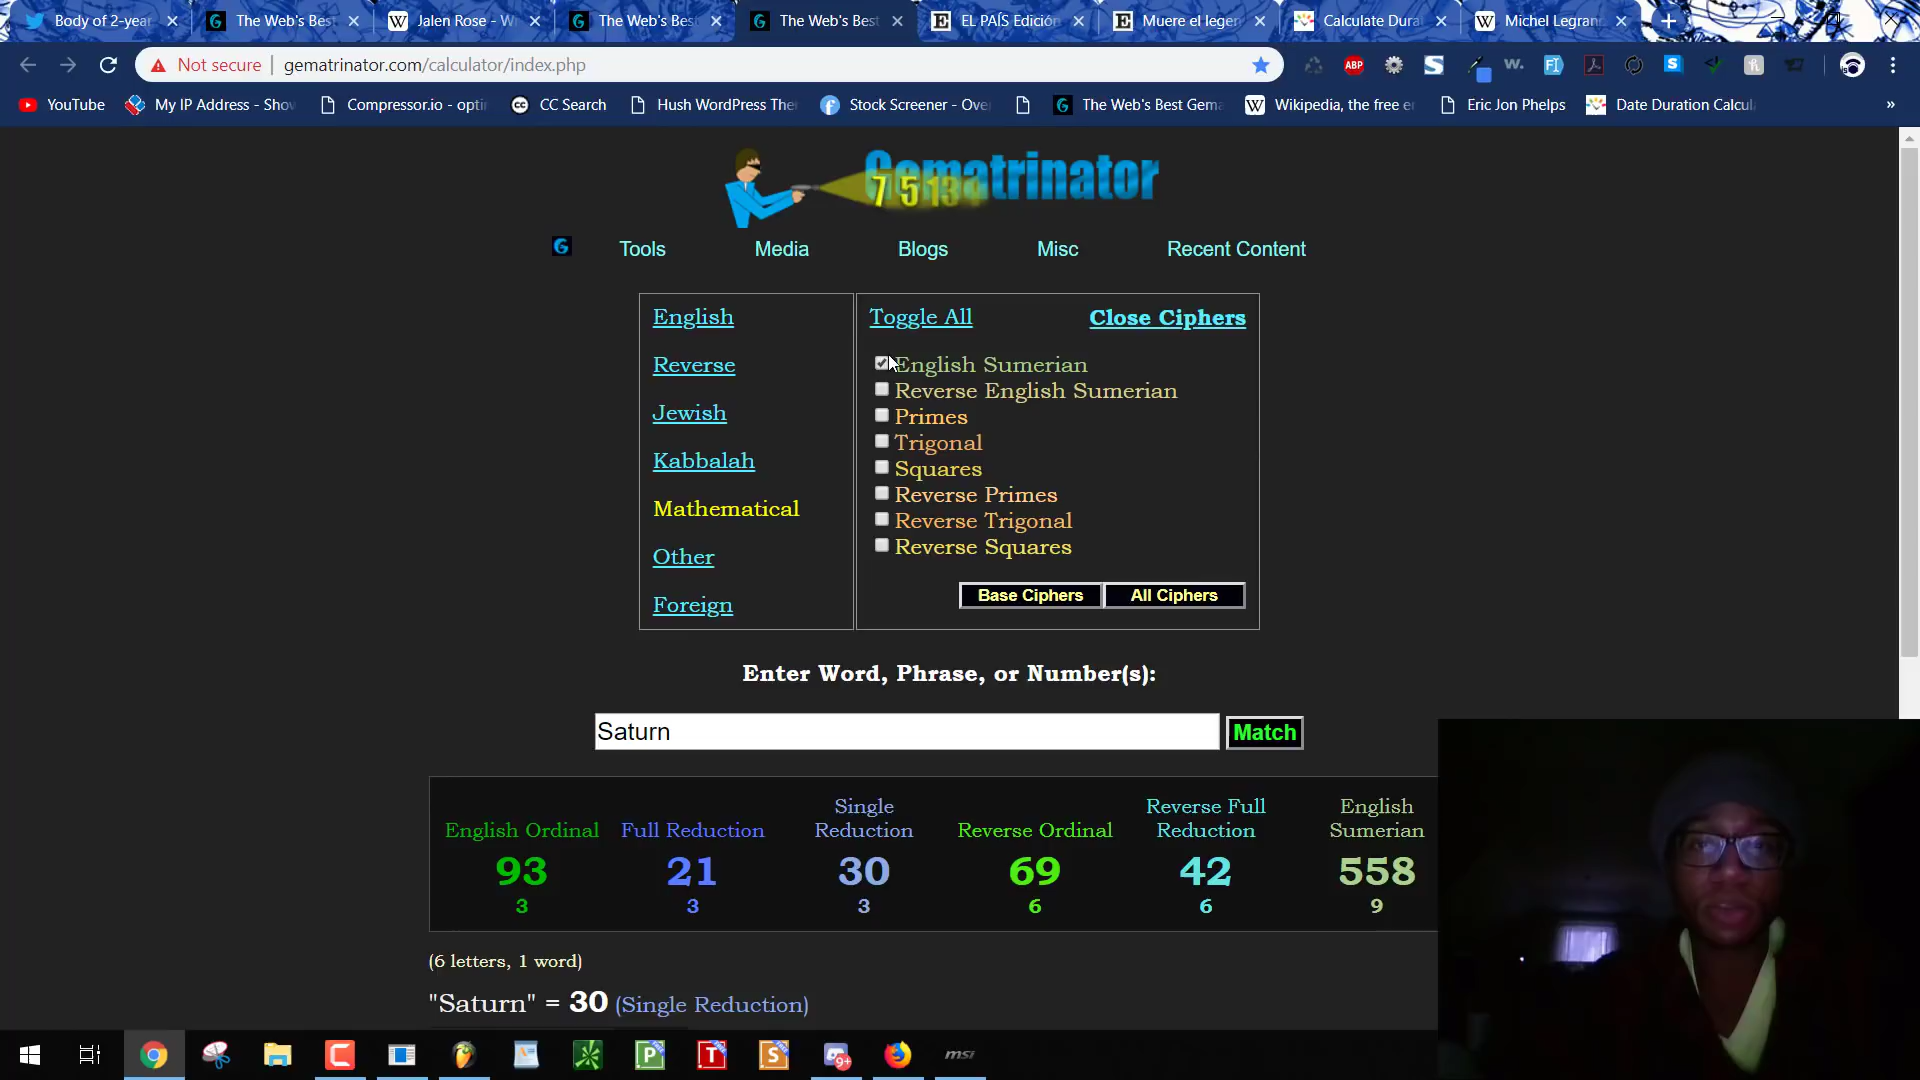 Body of 2-year
The Web's Best
Jalen Rose - W
The Web's Bes
The Web's Best
EL PAÍS Edición
Muere el legen
Calculate Dura
Michel Legran
Not secure | gematrinator.com/calculator/index.php
YouTube
My IP Address - Sho
Compressor.io - opti
CC Search
Hush WordPress The
Stock Screener - Ove
The Web's Best Gema
Wikipedia, the free e
Eric Jon Phelps
Date Duration Calcu
»
Gematrinator
7 5 13
Tools
Media
Blogs
Misc
Recent Content
English
Reverse
Jewish
Kabbalah
Mathematical
Other
Foreign
Toggle All
Close Ciphers
English Sumerian
Reverse English Sumerian
Primes
Trigonal
Squares
Reverse Primes
Reverse Trigonal
Reverse Squares
Base Ciphers
All Ciphers
Enter Word, Phrase, or Number(s):
Saturn
Match
English Ordinal
93
3
Full Reduction
21
3
Single
Reduction
30
3
Reverse Ordinal
69
6
Reverse Full
Reduction
42
6
English
Sumerian
558
9
(6 letters, 1 word)
"Saturn" = 30 (Single Reduction)